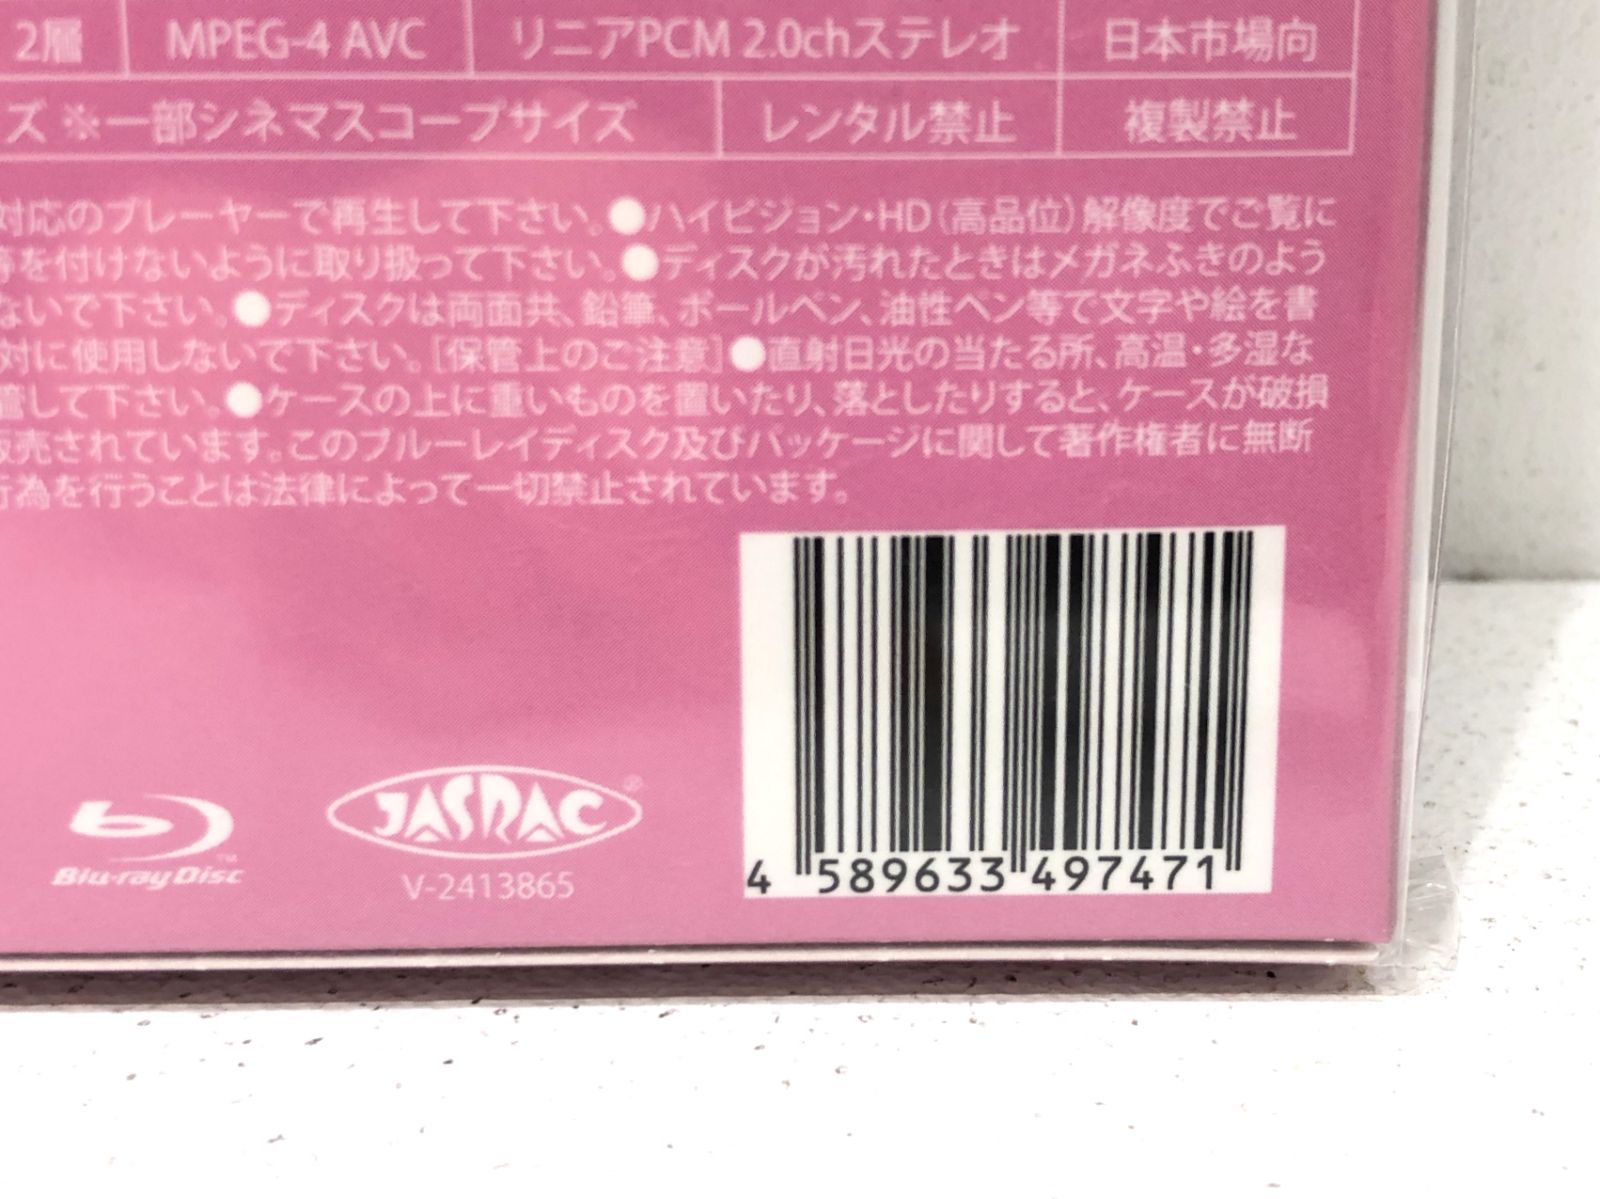 2層 MPEG-4 AVC リニアPCM 2.0chステレオ 日本市場向
ズ ※一部シネマスコープサイズ レンタル禁止 複製禁止
対応のプレーヤーで再生して下さい。●ハイビジョン・HD(高品位)解像度でご覧に
等を付けないように取り扱って下さい。●ディスクが汚れたときはメガネふきのよう
ないで下さい。●ディスクは両面共、鉛筆、ボールペン、油性ペン等で文字や絵を書
対に使用しないで下さい。[保管上のご注意]●直射日光の当たる所、高温・多湿な
管して下さい。●ケースの上に重いものを置いたり、落としたりすると、ケースが破損
販売されています。このブルーレイディスク及びパッケージに関して著作権者に無断
行為を行うことは法律によって一切禁止されています。
Blu-ray Disc™
JASRAC®
V-2413865
4 589633 497471